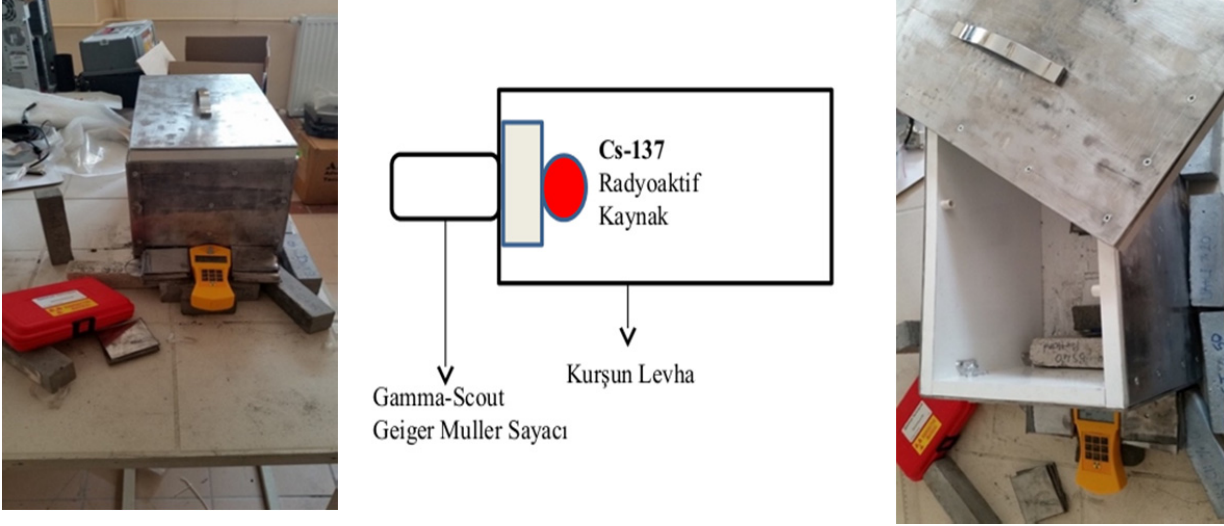 Cs-137
Radyoaktif
Kaynak
Kurşun Levha
Gamma-Scout
Geiger Muller Sayacı